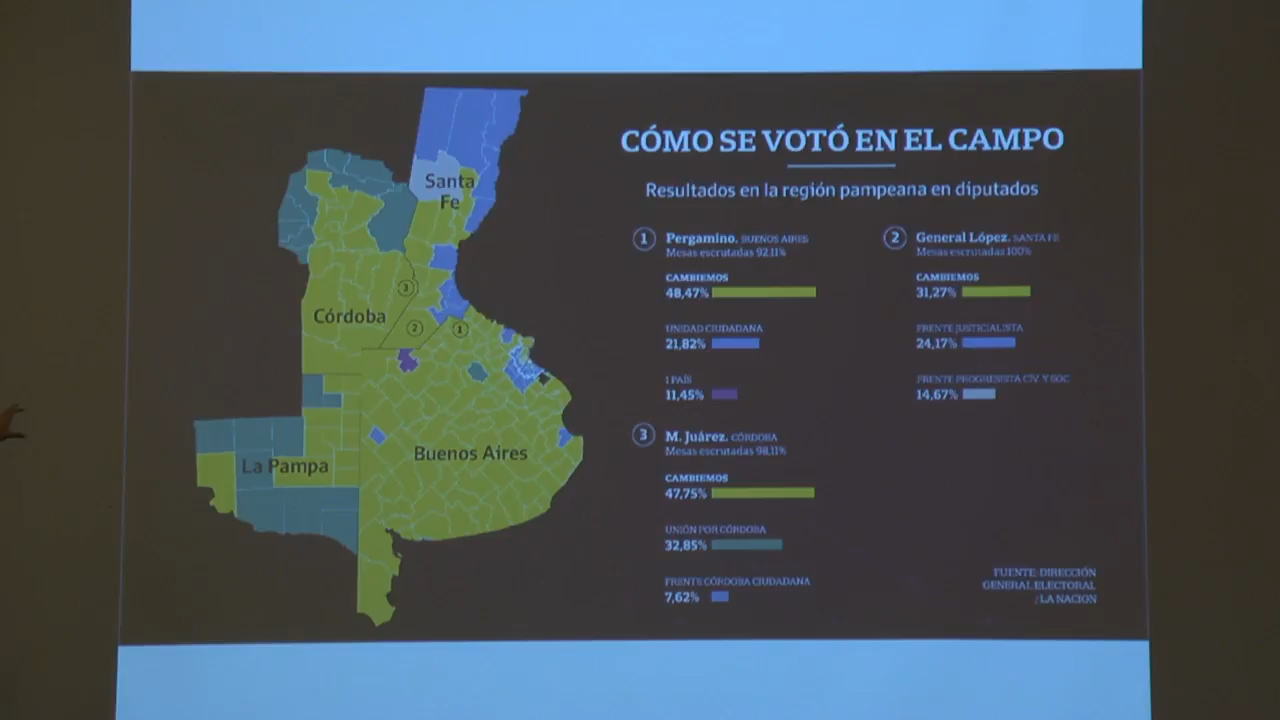 CÓMO SE VOTÓ EN EL CAMPO
Resultados en la región pampeana en diputados
1 Pergamino. BUENOS AIRES
Mesas escrutadas 92,11%
CAMBIEMOS
48,47%
UNIDAD CIUDADANA
21,82%
1 PAÍS
11,45%
2 General López. SANTA FE
Mesas escrutadas 100%
CAMBIEMOS
31,27%
FRENTE JUSTICIALISTA
24,17%
FRENTE PROGRESISTA CIV. Y SOC.
14,67%
3 M. Juárez. CÓRDOBA
Mesas escrutadas 98,11%
CAMBIEMOS
47,75%
UNIÓN POR CÓRDOBA
32,85%
FRENTE CÓRDOBA CIUDADANA
7,62%
Santa
Fe
3
Córdoba
2
1
Buenos Aires
La Pampa
FUENTE: DIRECCIÓN
GENERAL ELECTORAL
/LA NACION